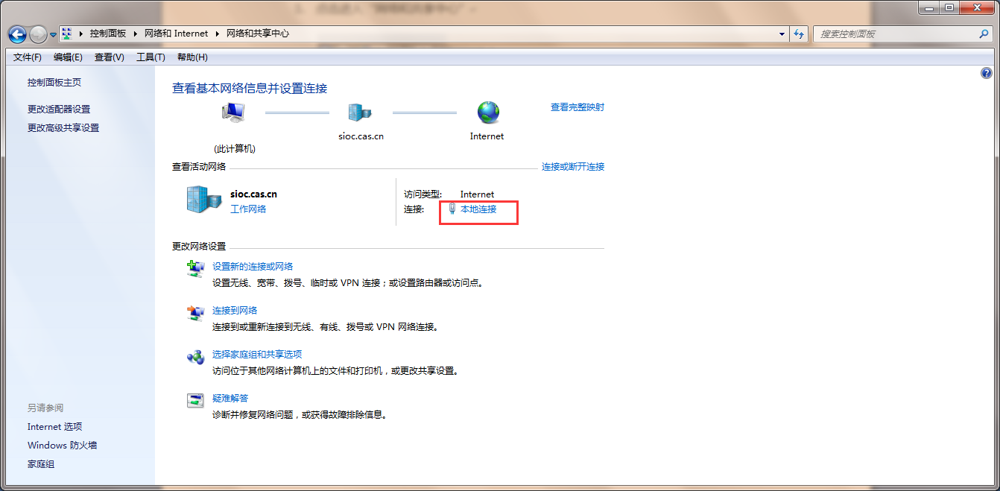 控制面板 网络和 Internet 网络和共享中心
搜索控制面板
文件(F) 编辑(E) 查看(V) 工具(T) 帮助(H)
控制面板主页
更改适配器设置
更改高级共享设置
查看基本网络信息并设置连接
查看完整映射
sioc.cas.cn
Internet
(此计算机)
查看活动网络
连接或断开连接
sioc.cas.cn
工作网络
访问类型: Internet
连接: 本地连接
更改网络设置
设置新的连接或网络
设置无线、宽带、拨号、临时或 VPN 连接；或设置路由器或访问点。
连接到网络
连接到或重新连接到无线、有线、拨号或 VPN 网络连接。
选择家庭组和共享选项
访问位于其他网络计算机上的文件和打印机，或更改共享设置。
疑难解答
诊断并修复网络问题，或获得故障排除信息。
另请参阅
Internet 选项
Windows 防火墙
家庭组